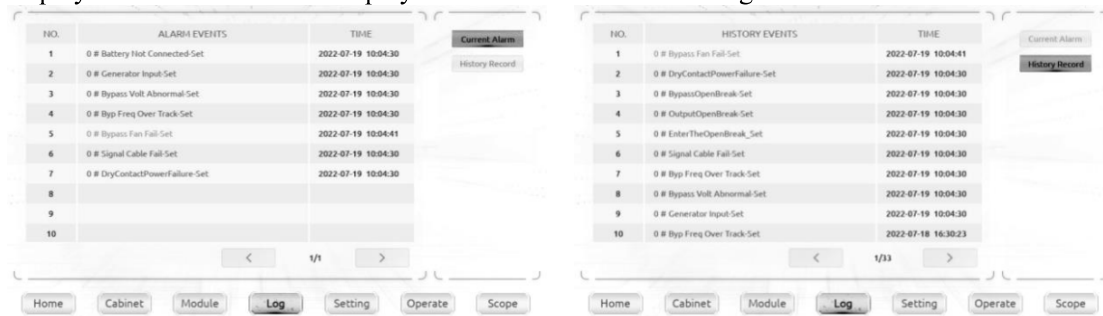 NO. ALARM EVENTS TIME
1 0 # Battery Not Connected-Set 2022-07-19 10:04:30
2 0 # Generator Input-Set 2022-07-19 10:04:30
3 0 # Bypass Volt Abnormal-Set 2022-07-19 10:04:30
4 0 # Byp Freq Over Track-Set 2022-07-19 10:04:30
5 0 # Bypass Fan Fail-Set 2022-07-19 10:04:41
6 0 # Signal Cable Fail-Set 2022-07-19 10:04:30
7 0 # DryContactPowerFailure-Set 2022-07-19 10:04:30
8
9
10
< 1/1 >
Current Alarm
History Record
Home Cabinet Module Log Setting Operate Scope
NO. HISTORY EVENTS TIME
1 0 # Bypass Fan Fail-Set 2022-07-19 10:04:41
2 0 # DryContactPowerFailure-Set 2022-07-19 10:04:30
3 0 # BypassOpenBreak-Set 2022-07-19 10:04:30
4 0 # OutputOpenBreak-Set 2022-07-19 10:04:30
5 0 # EnterTheOpenBreak_Set 2022-07-19 10:04:30
6 0 # Signal Cable Fail-Set 2022-07-19 10:04:30
7 0 # Byp Freq Over Track-Set 2022-07-19 10:04:30
8 0 # Bypass Volt Abnormal-Set 2022-07-19 10:04:30
9 0 # Generator Input-Set 2022-07-19 10:04:30
10 0 # Byp Freq Over Track-Set 2022-07-18 16:30:23
< 1/33 >
Current Alarm
History Record
Home Cabinet Module Log Setting Operate Scope